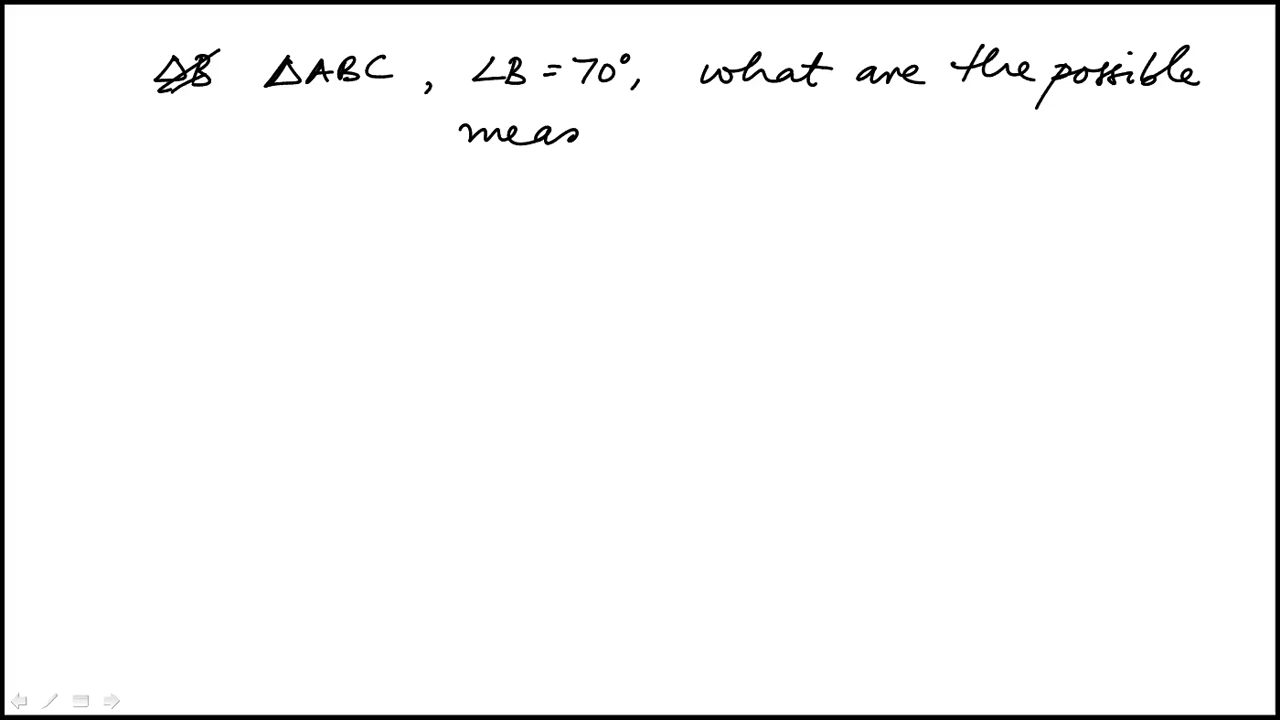 △ABC, ∠B = 70°, what are the possible
meas